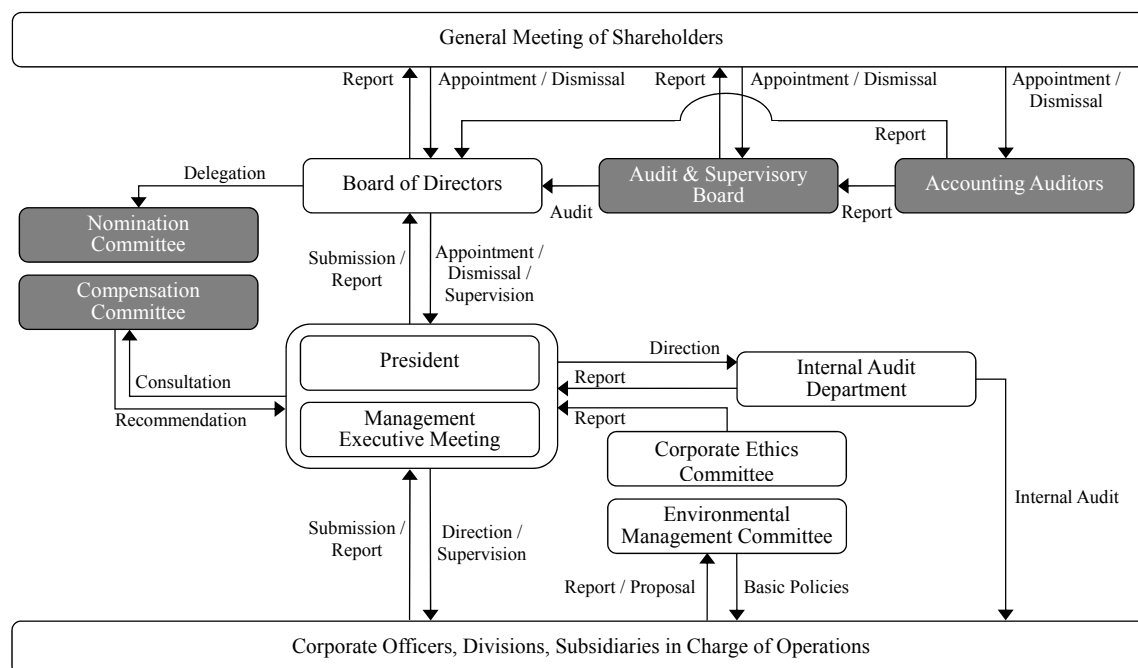 General Meeting of Shareholders
Report
Appointment / Dismissal
Report
Appointment / Dismissal
Appointment /
Dismissal
Report
Delegation
Board of Directors
Audit & Supervisory
Board
Accounting Auditors
Audit
Report
Nomination
Committee
Submission /
Report
Appointment /
Dismissal /
Supervision
Compensation
Committee
President
Direction
Internal Audit
Department
Report
Consultation
Recommendation
Management
Executive Meeting
Report
Corporate Ethics
Committee
Internal Audit
Submission /
Report
Direction /
Supervision
Environmental
Management Committee
Report / Proposal
Basic Policies
Corporate Officers, Divisions, Subsidiaries in Charge of Operations